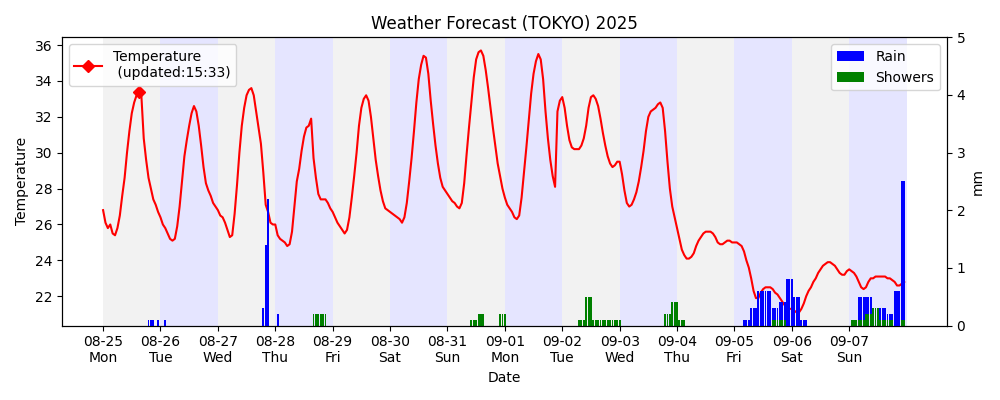 Weather Forecast (TOKYO) 2025
Temperature
(updated:15:33)
Rain
Showers
Temperature
36
34
32
30
28
26
24
22
5
4
3
2
1
0
mm
08-25 08-26 08-27 08-28 08-29 08-30 08-31 09-01 09-02 09-03 09-04 09-05 09-06 09-07
Mon Tue Wed Thu Fri Sat Sun Mon Tue Wed Thu Fri Sat Sun
Date